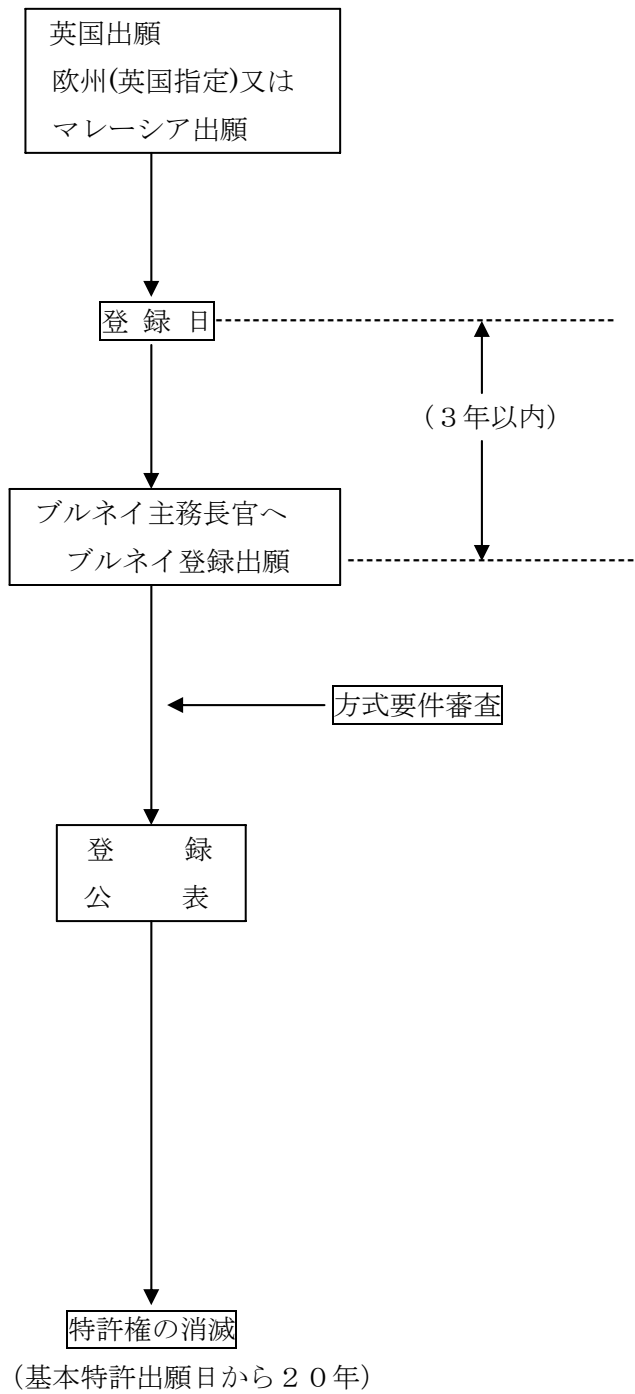 英国出願
欧州(英国指定)又は
マレーシア出願
登 録 日
（３年以内）
ブルネイ主務長官へ
ブルネイ登録出願
方式要件審査
登　　録
公　　表
特許権の消滅
（基本特許出願日から２０年）